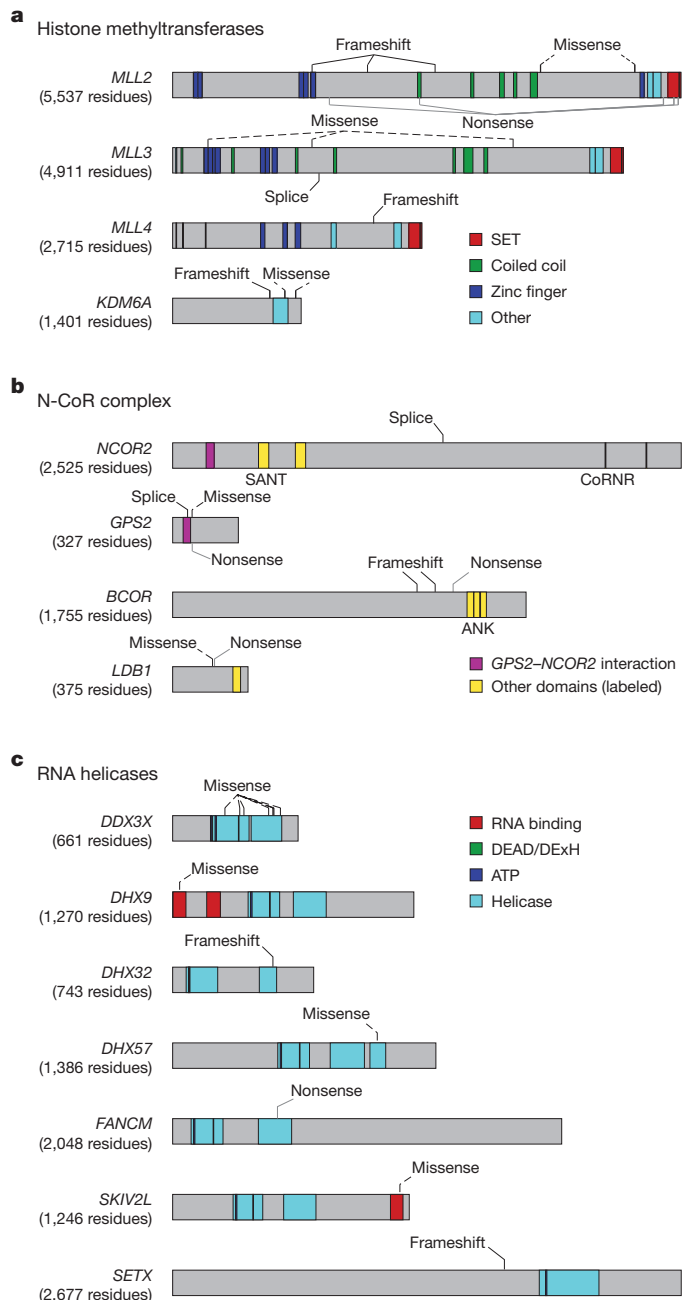 a
Histone methyltransferases
Frameshift
Missense
MLL2
(5,537 residues)
Nonsense
Missense
MLL3
(4,911 residues)
Splice
Frameshift
MLL4
(2,715 residues)
SET
Coiled coil
Zinc finger
Other
Frameshift
Missense
KDM6A
(1,401 residues)
b
N-CoR complex
Splice
NCOR2
(2,525 residues)
SANT
CoRNR
Splice
Missense
GPS2
(327 residues)
Nonsense
Frameshift
Nonsense
BCOR
(1,755 residues)
ANK
Missense
Nonsense
LDB1
(375 residues)
GPS2–NCOR2 interaction
Other domains (labeled)
c
RNA helicases
Missense
DDX3X
(661 residues)
RNA binding
DEAD/DExH
ATP
Helicase
Missense
DHX9
(1,270 residues)
Frameshift
DHX32
(743 residues)
Missense
DHX57
(1,386 residues)
Nonsense
FANCM
(2,048 residues)
Missense
SKIV2L
(1,246 residues)
Frameshift
SETX
(2,677 residues)